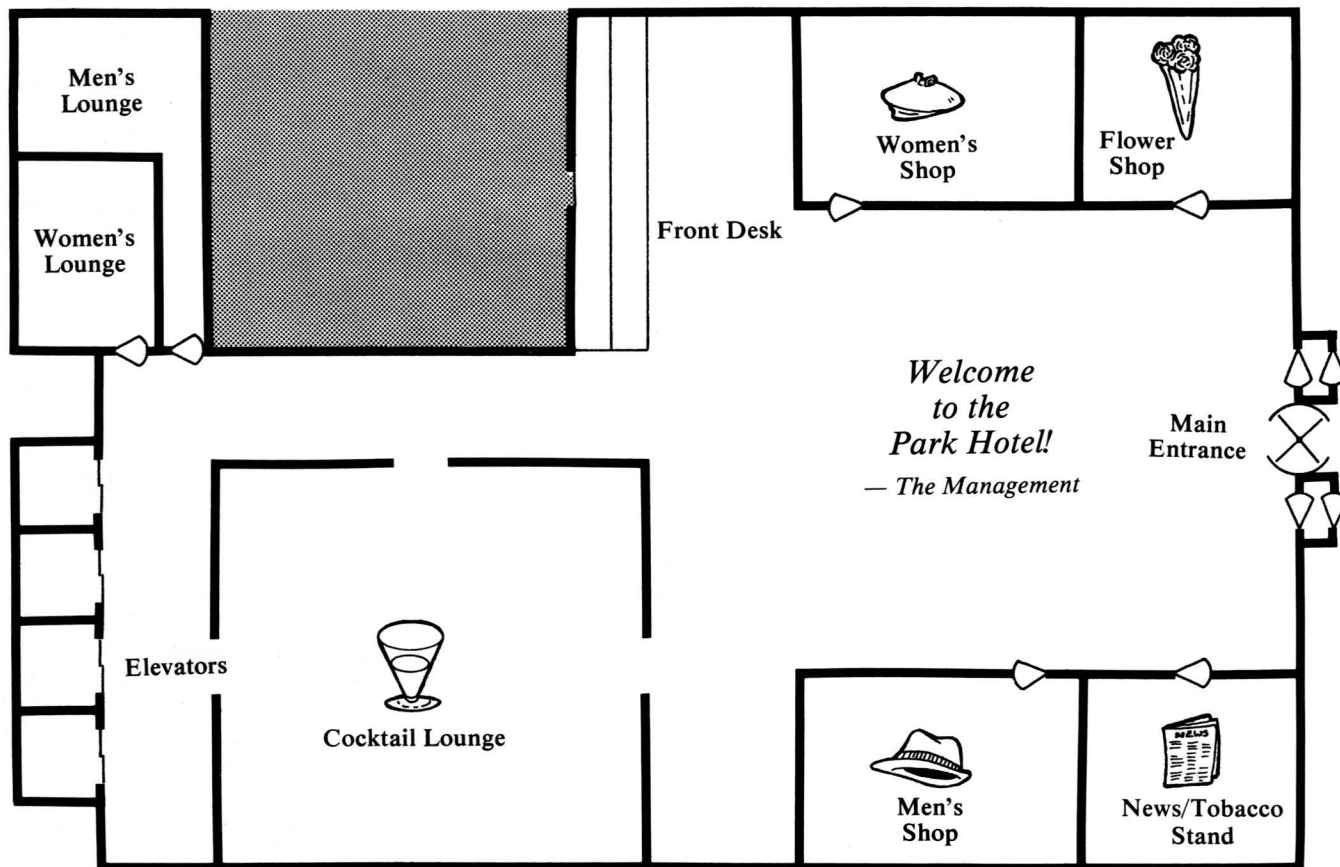 Men's
Lounge
Women's
Lounge
Front Desk
Women's
Shop
Flower
Shop
Welcome
to the
Park Hotel!
— The Management
Main
Entrance
Elevators
Cocktail Lounge
Men's
Shop
NEWS
News/Tobacco
Stand